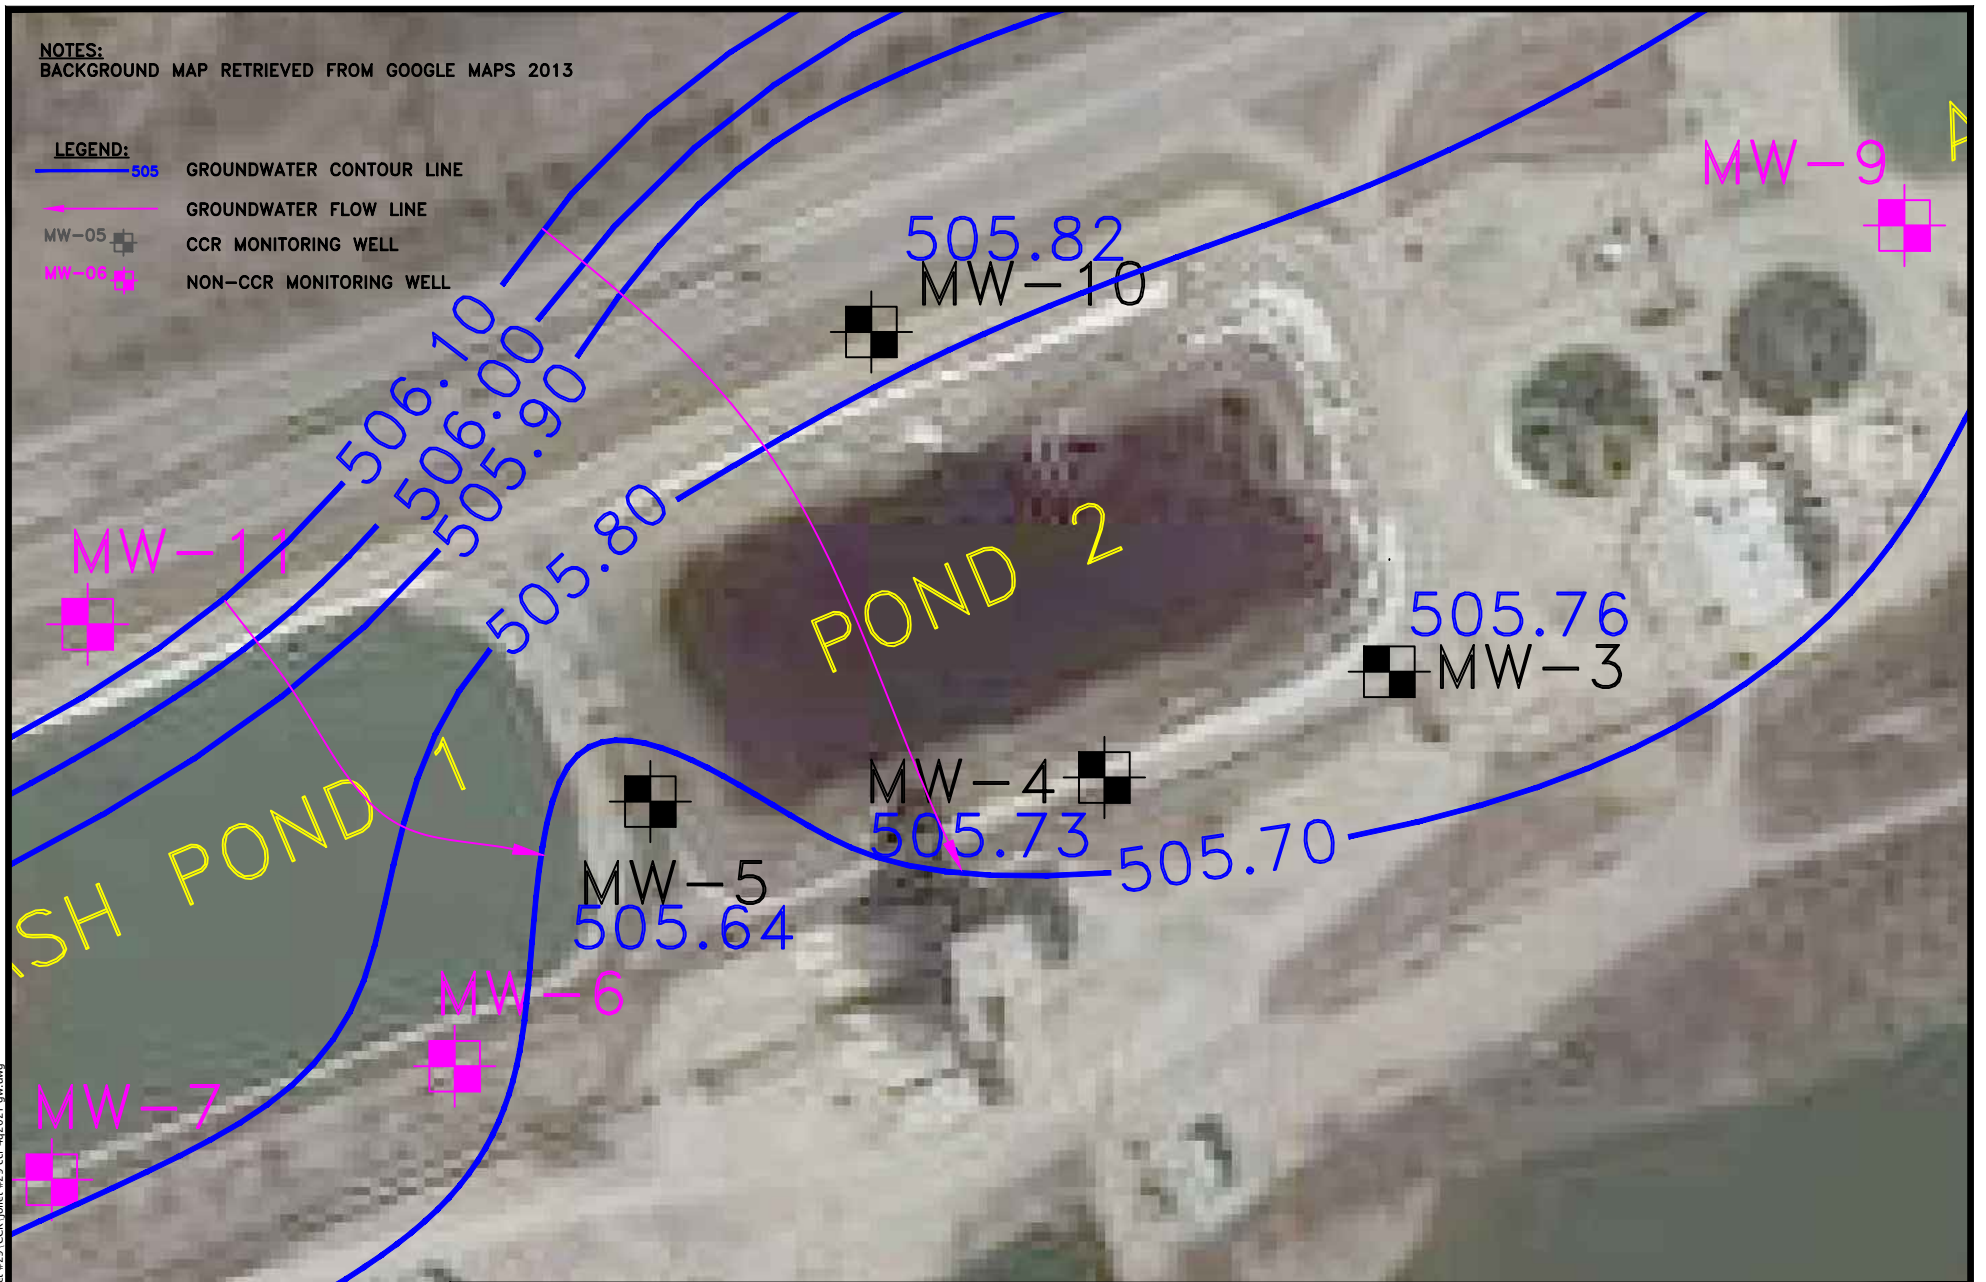 NOTES:
BACKGROUND MAP RETRIEVED FROM GOOGLE MAPS 2013
LEGEND:
505 GROUNDWATER CONTOUR LINE
GROUNDWATER FLOW LINE
MW-05 CCR MONITORING WELL
MW-06 NON-CCR MONITORING WELL
MW-9
505.82
MW-10
506.10
506.00
505.90
505.80
MW-11
POND 2
505.76
MW-3
MW-4
505.73
505.70
POND 1
MW-5
505.64
MW-6
MW-7